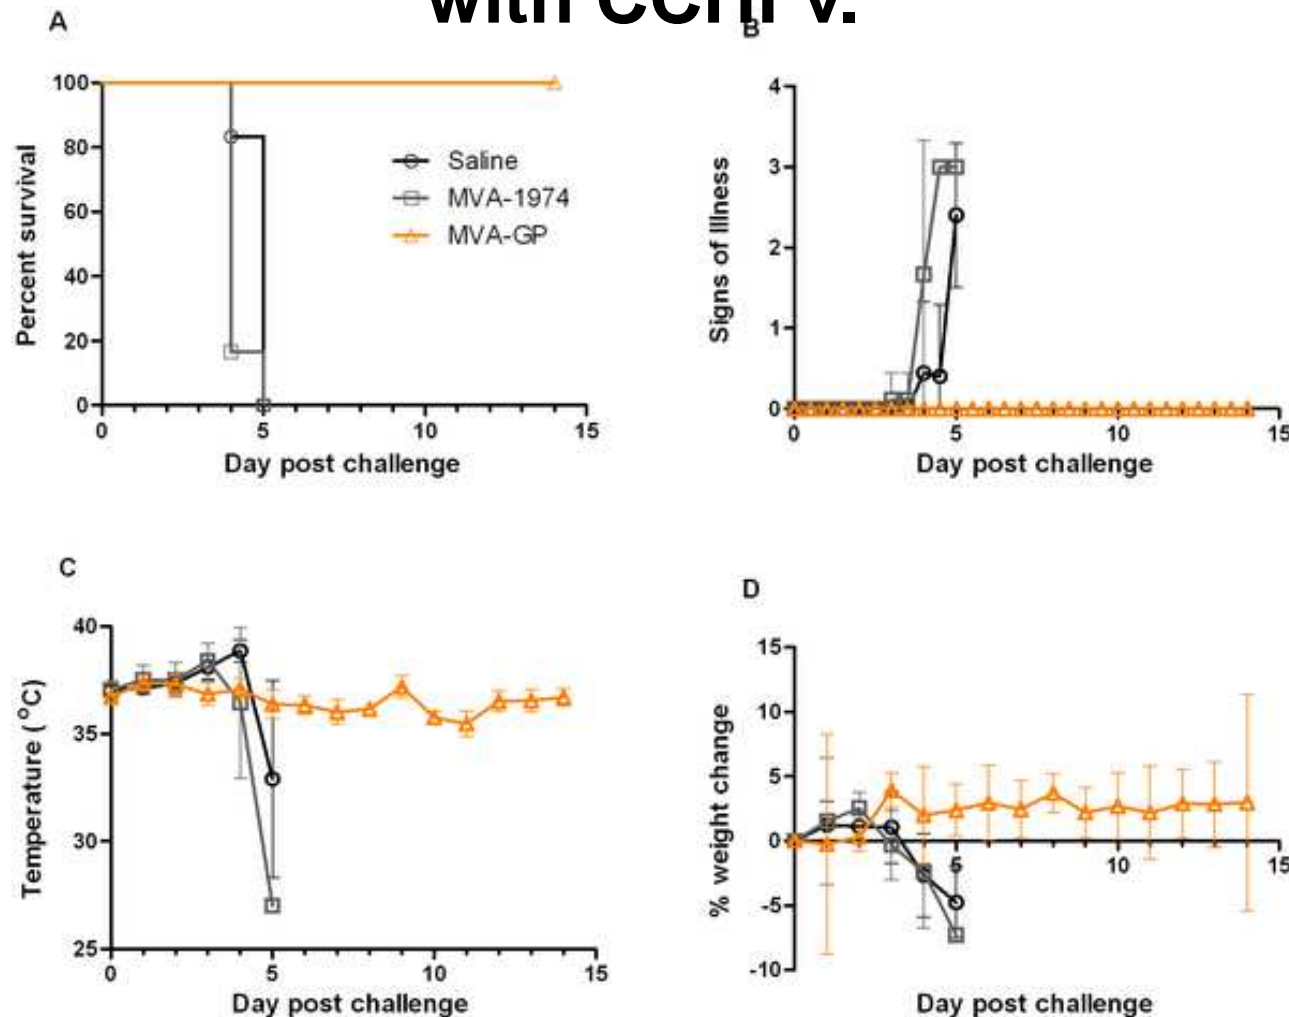 with CCHFV.
A
100
80
60
40
20
0
0
5
10
15
Percent survival
Day post challenge
Saline
MVA-1974
MVA-GP
B
4
3
2
1
0
0
5
10
15
Signs of Illness
Day post challenge
C
40
35
30
25
0
5
10
15
Temperature (°C)
Day post challenge
D
15
10
5
0
-5
-10
5
10
15
% weight change
Day post challenge